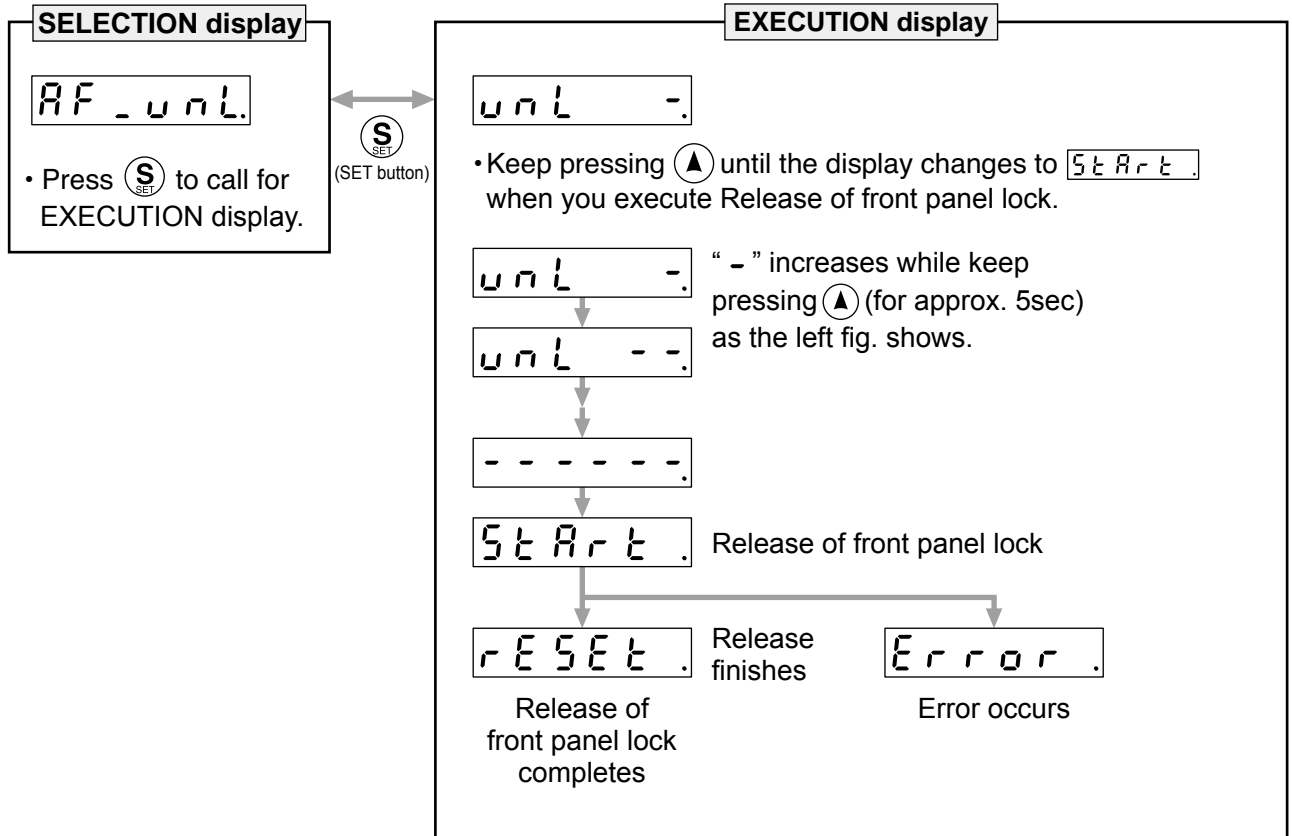 SELECTION display
AF_unL.
・Press S SET to call for
EXECUTION display.
S SET
(SET button)
EXECUTION display
unL -.
・Keep pressing ▲ until the display changes to StArt .
when you execute Release of front panel lock.
unL -.
“ - ” increases while keep
pressing ▲ (for approx. 5sec)
as the left fig. shows.
unL --.
------.
StArt .
Release of front panel lock
rESEt .
Release
finishes
Error .
Release of
front panel lock
completes
Error occurs